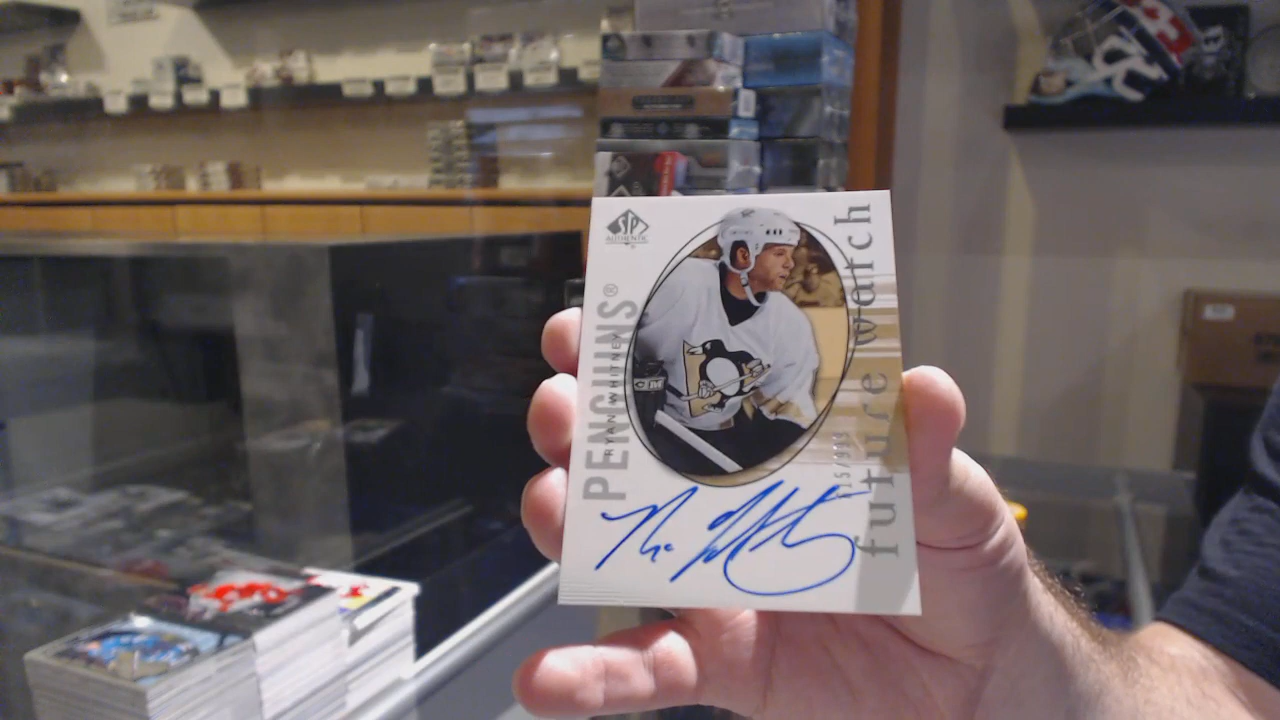 SP
AUTHENTIC
PENGUINS®
RYAN WHITNEY
future watch